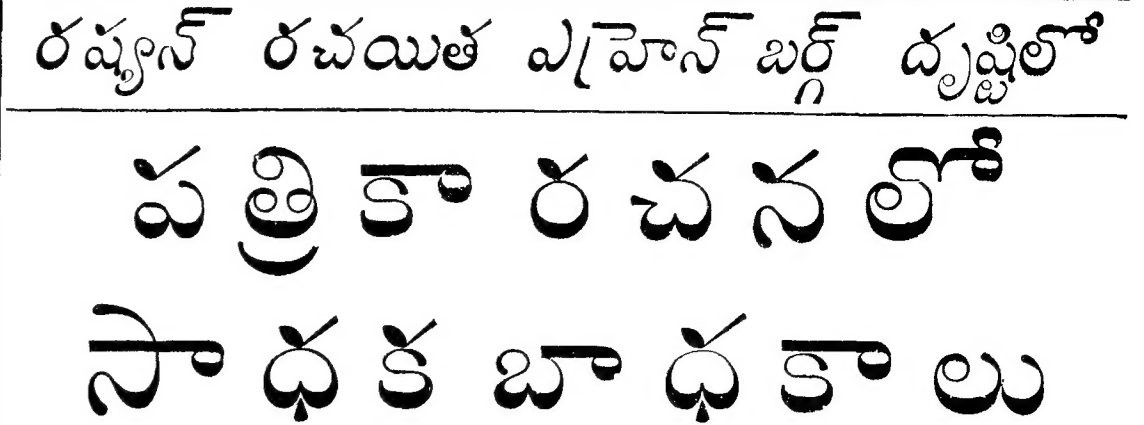 రష్యన్ రచయిత ఎహ్రెన్ బర్గ్ దృష్టిలో
పత్రికా రచనలో
సాధక బాధకాలు